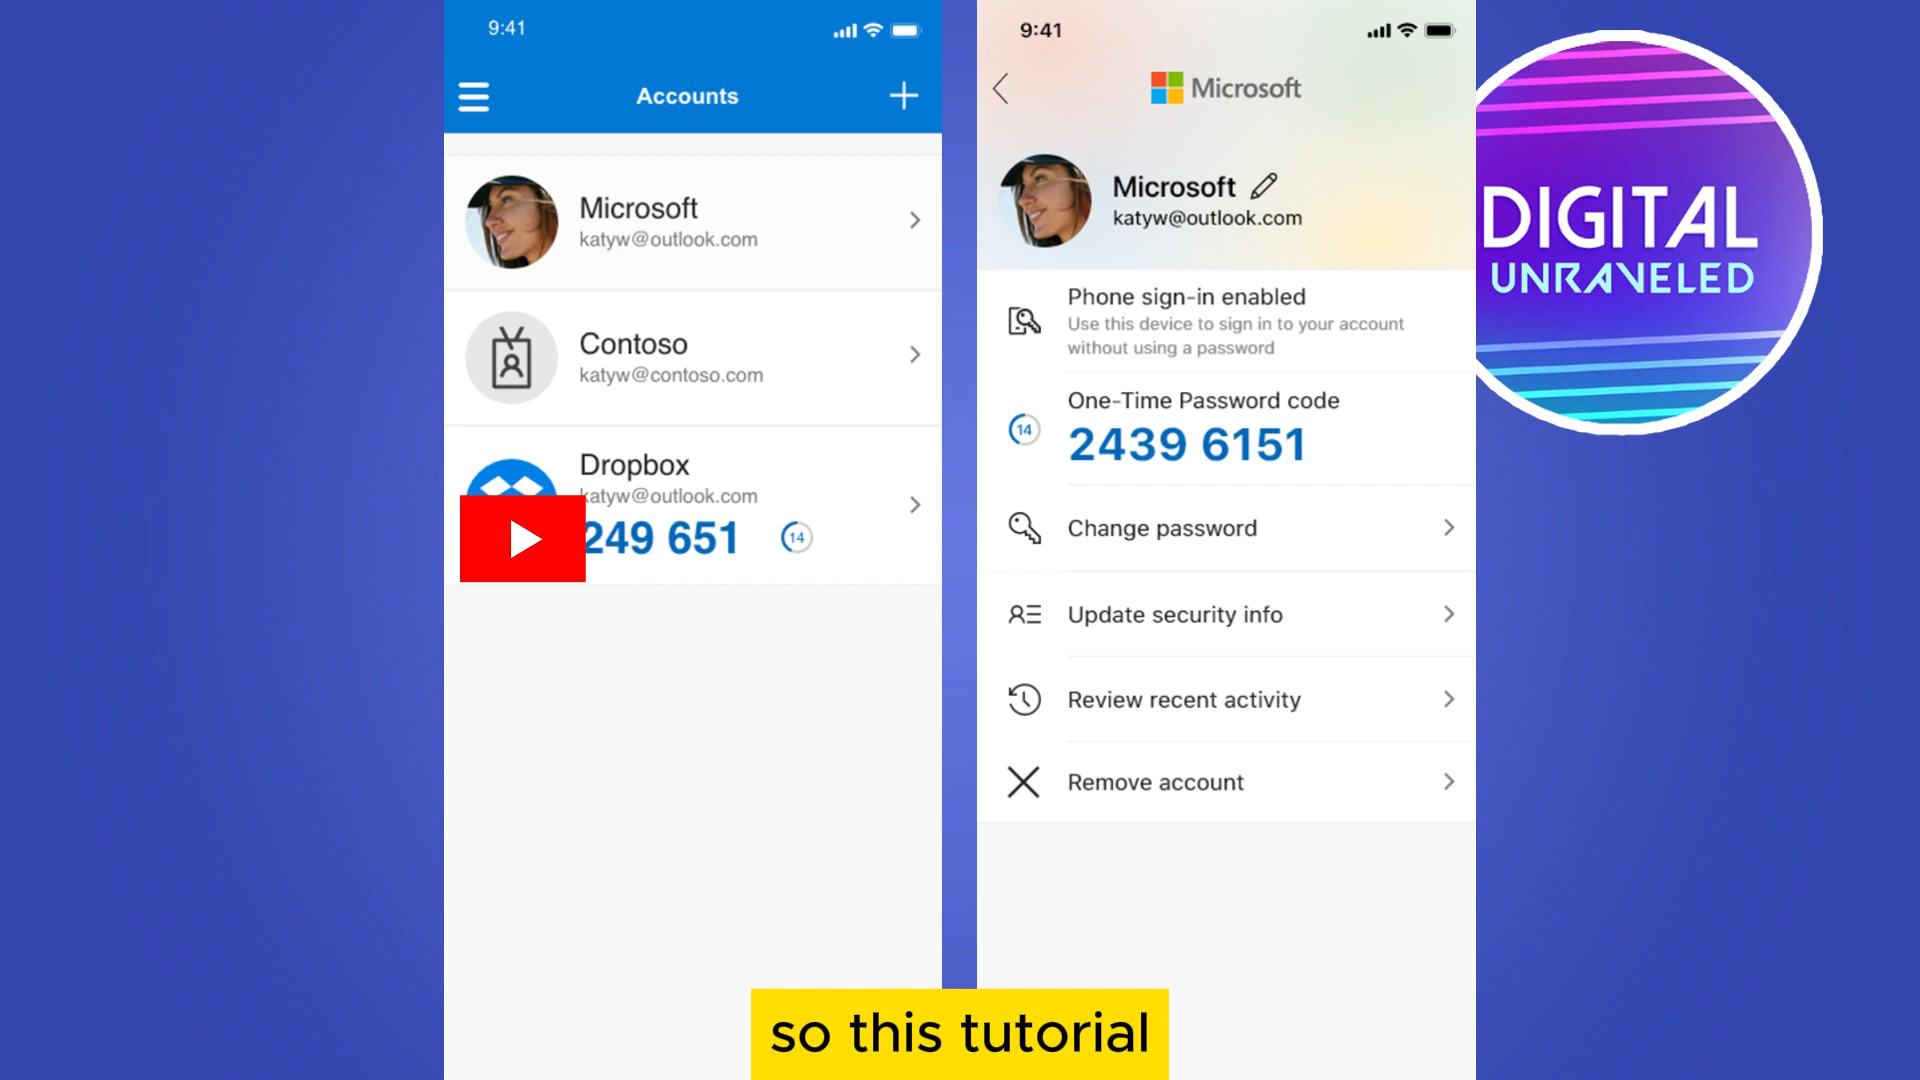 9:41
Accounts
Microsoft
katyw@outlook.com
Contoso
katyw@contoso.com
Dropbox
katyw@outlook.com
249 651
14
9:41
Microsoft
Microsoft
katyw@outlook.com
Phone sign-in enabled
Use this device to sign in to your account
without using a password
One-Time Password code
14
2439 6151
Change password
Update security info
Review recent activity
Remove account
DIGITAL
UNRAVELED
so this tutorial